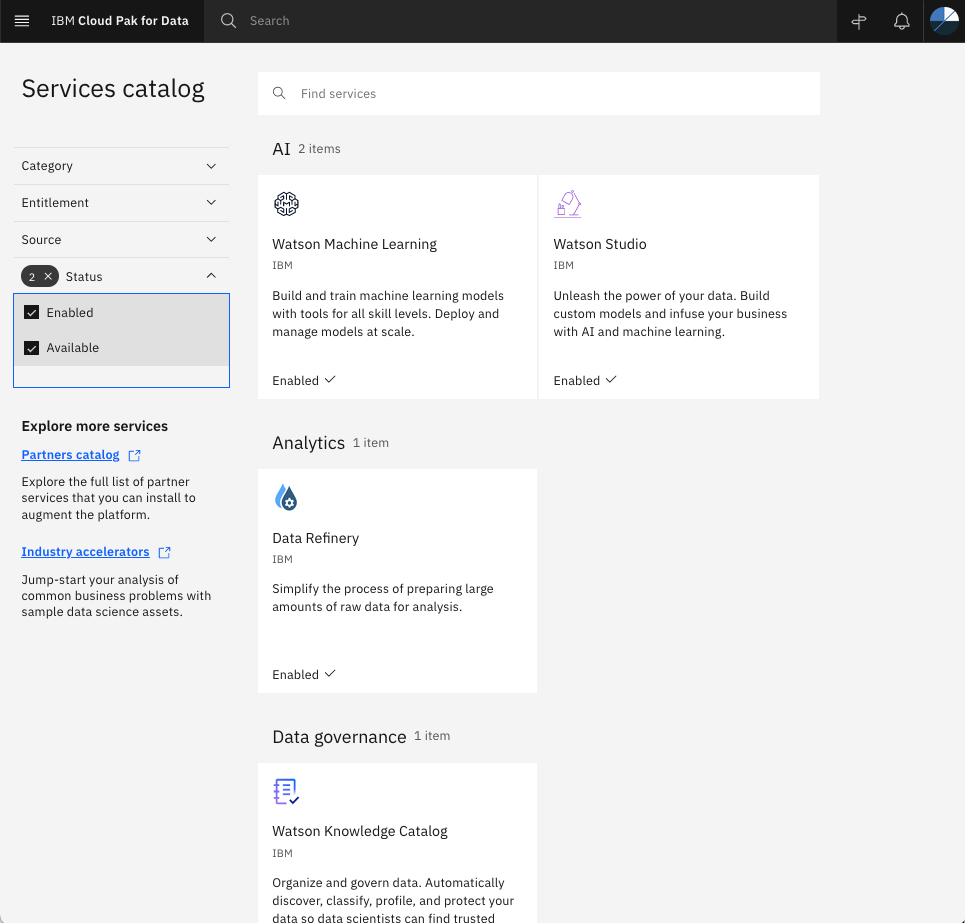 IBM Cloud Pak for Data
Search
Services catalog
Find services
Category
Entitlement
Source
2 Status
Enabled
Available
Explore more services
Partners catalog
Explore the full list of partner
services that you can install to
augment the platform.
Industry accelerators
Jump-start your analysis of
common business problems with
sample data science assets.
AI 2 items
Watson Machine Learning
IBM
Build and train machine learning models
with tools for all skill levels. Deploy and
manage models at scale.
Enabled
Watson Studio
IBM
Unleash the power of your data. Build
custom models and infuse your business
with AI and machine learning.
Enabled
Analytics 1 item
Data Refinery
IBM
Simplify the process of preparing large
amounts of raw data for analysis.
Enabled
Data governance 1 item
Watson Knowledge Catalog
IBM
Organize and govern data. Automatically
discover, classify, profile, and protect your
data so data scientists can find trusted